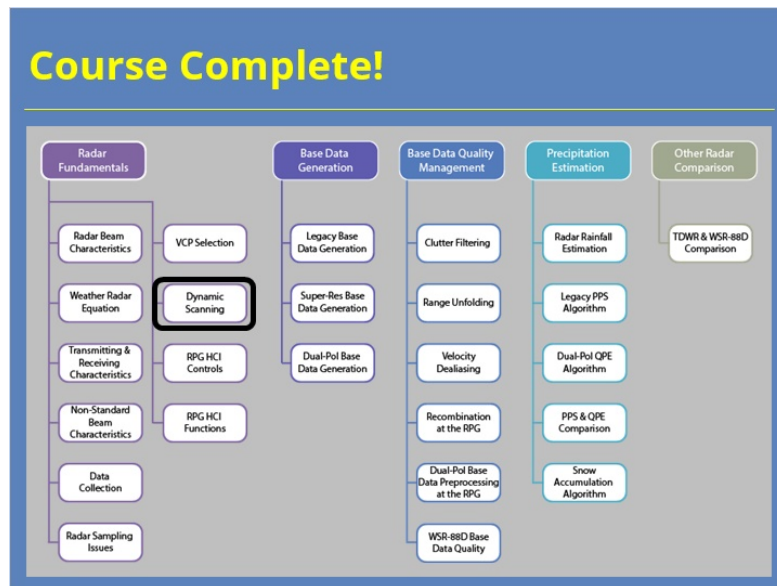 Course Complete!
Radar
Fundamentals
Radar Beam
Characteristics
Weather Radar
Equation
Transmitting &
Receiving
Characteristics
Non-Standard
Beam
Characteristics
Data
Collection
Radar Sampling
Issues
VCP Selection
Dynamic
Scanning
RPG HCI
Controls
RPG HCI
Functions
Base Data
Generation
Legacy Base
Data Generation
Super-Res Base
Data Generation
Dual-Pol Base
Data Generation
Base Data Quality
Management
Clutter Filtering
Range Unfolding
Velocity
Dealiasing
Recombination
at the RPG
Dual-Pol Base
Data Preprocessing
at the RPG
WSR-88D Base
Data Quality
Precipitation
Estimation
Radar Rainfall
Estimation
Legacy PPS
Algorithm
Dual-Pol QPE
Algorithm
PPS & QPE
Comparison
Snow
Accumulation
Algorithm
Other Radar
Comparison
TDWR & WSR-88D
Comparison